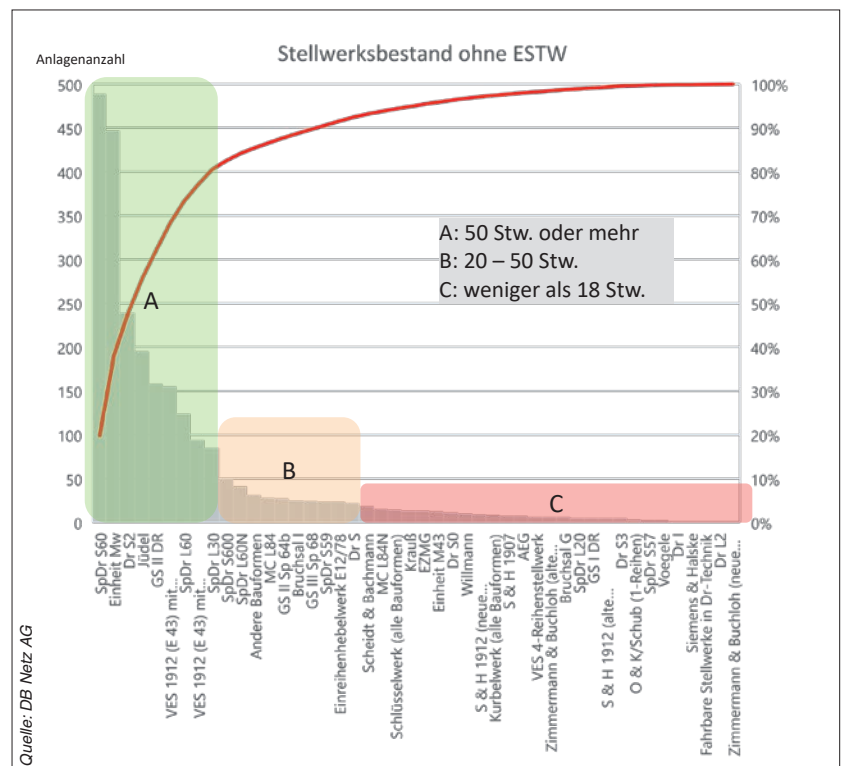 Stellwerksbestand ohne ESTW
Anlagenanzahl
500
450
400
350
300
250
200
150
100
50
0
100%
90%
80%
70%
60%
50%
40%
30%
20%
10%
0%
A: 50 Stw. oder mehr
B: 20 – 50 Stw.
C: weniger als 18 Stw.
A
B
C
SpDr S60
Einheit Mw
Dr S2
Jüdel
GS II DR
VES 1912 (E 43) mit...
SpDr L60
VES 1912 (E 43) mit...
SpDr L30
SpDr S600
SpDr L60N
Andere Bauformen
MC L84
GS II Sp 64b
Bruchsal I
GS III Sp 68
SpDr S59
Einreihenhebelwerk E12/78
Dr S
Scheidt & Bachmann
MC L84N
Schlüsselwerk (alle Bauformen)
Krauß
EZMG
Einheit M43
Dr S0
Willmann
S & H 1912 (neue...
Kurbelwerk (alle Bauformen)
S & H 1907
AEG
VES 4-Reihenstellwerk
Zimmermann & Buchloh (alte...
Bruchsal G
SpDr L20
GS I DR
S & H 1912 (alte...
Dr S3
O & K/Schub (1-Reihen)
SpDr S57
Voegele
Dr I
Siemens & Halske
Fahrbare Stellwerke in Dr-Technik
Dr L2
Zimmermann & Buchloh (neue...
Quelle: DB Netz AG